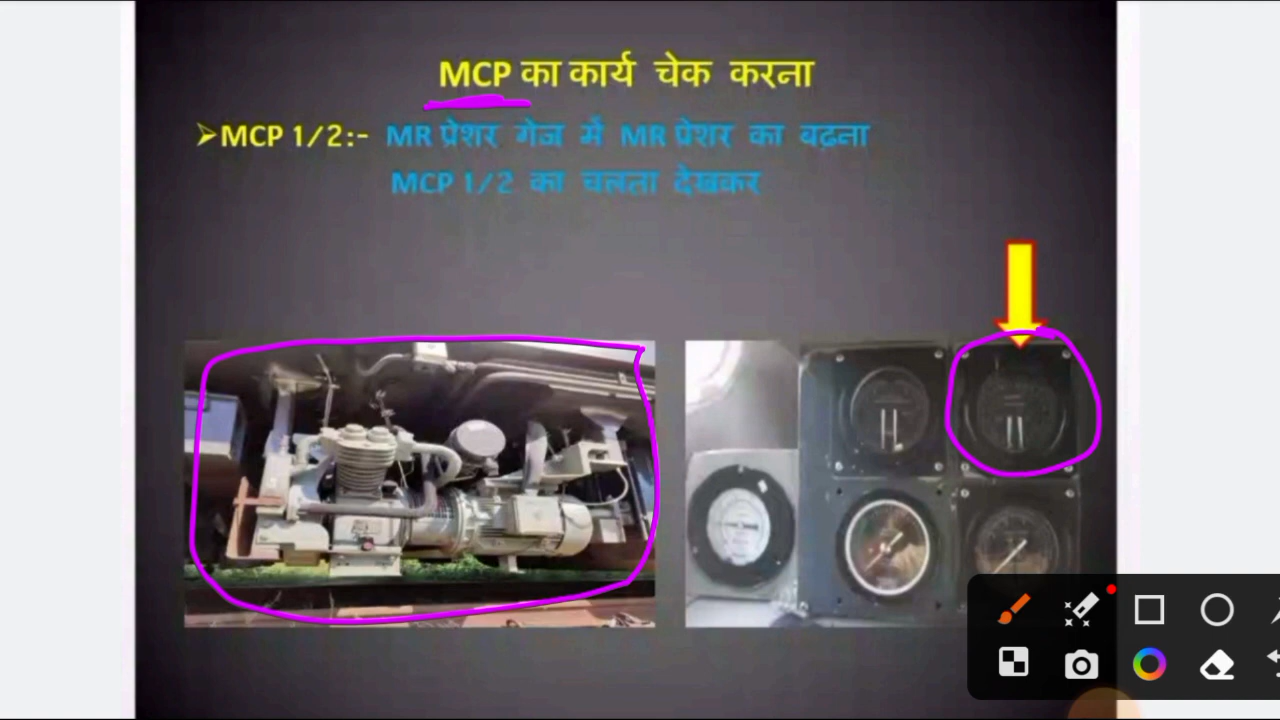 MCP का कार्य चेक करना
➢MCP 1/2:- MR प्रेशर गेज में MR प्रेशर का बढ़ना
MCP 1/2 का चलता देखकर